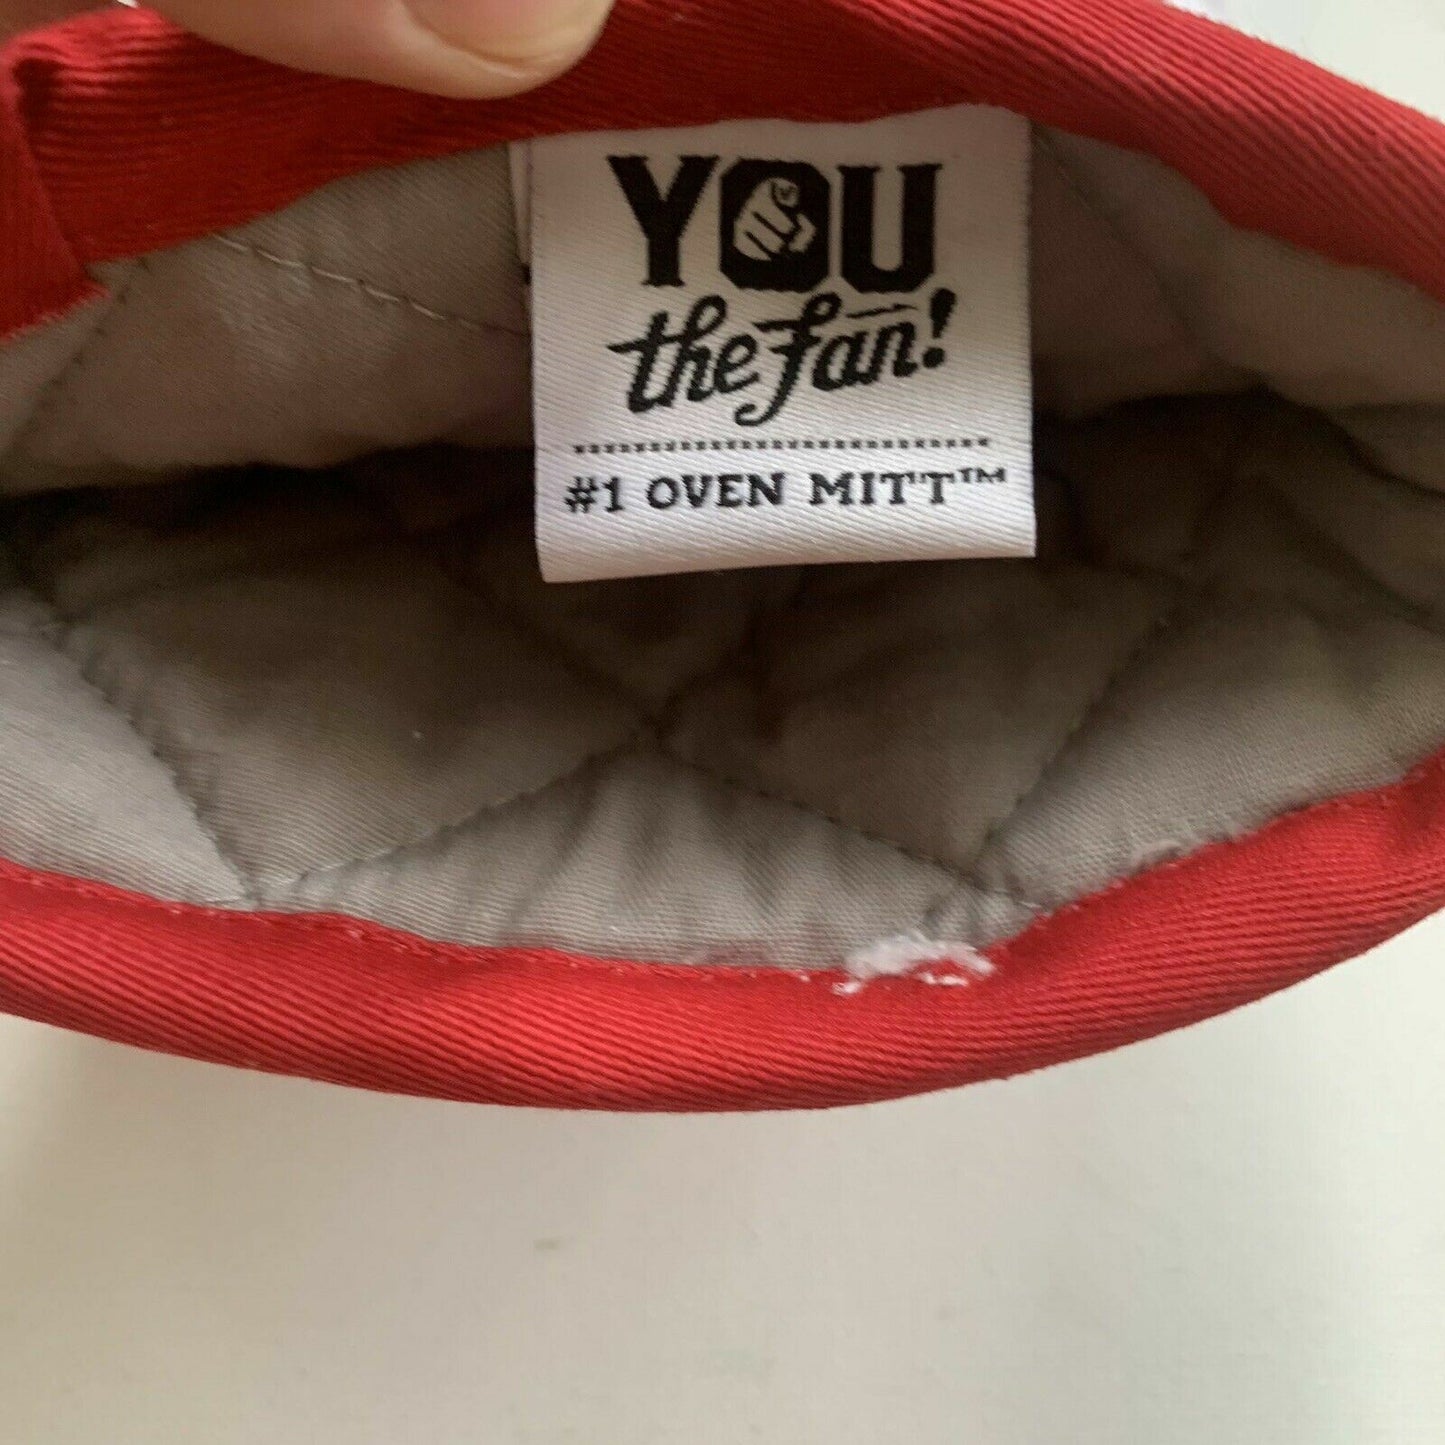 YOU
the Fan!
#1 OVEN MITT™